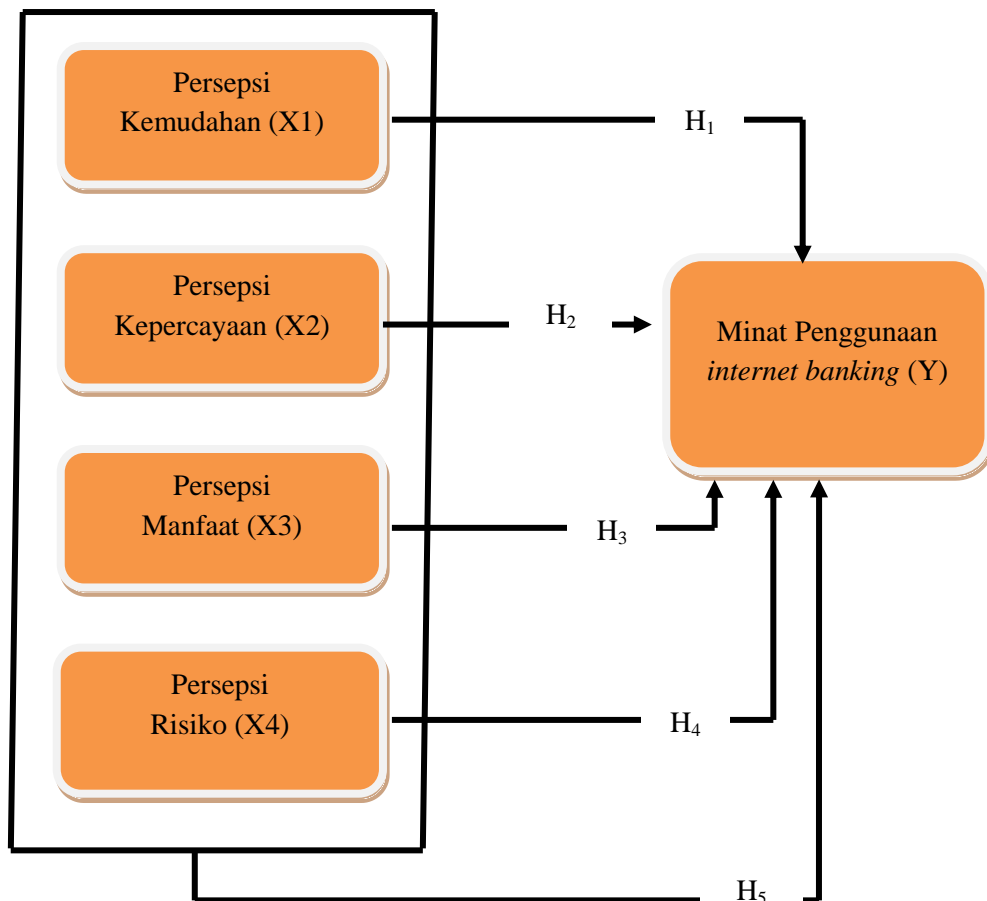 Persepsi
Kemudahan (X1)
H₁
Persepsi
Kepercayaan (X2)
H₂
Minat Penggunaan
internet banking (Y)
Persepsi
Manfaat (X3)
H₃
Persepsi
Risiko (X4)
H₄
H₅